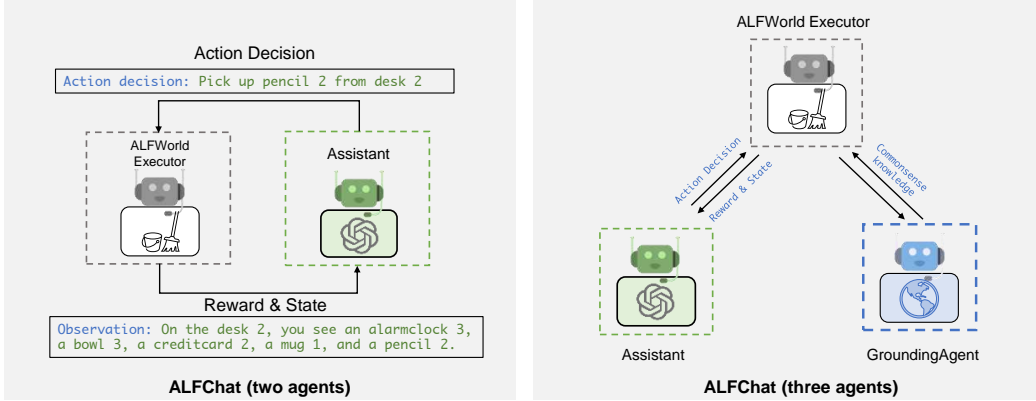 Action Decision
Action decision: Pick up pencil 2 from desk 2
ALFWorld
Executor
Assistant
Reward & State
Observation: On the desk 2, you see an alarmclock 3,
a bowl 3, a creditcard 2, a mug 1, and a pencil 2.
ALFChat (two agents)
ALFWorld Executor
Action Decision
Reward & State
Commonsense
knowledge
Assistant
GroundingAgent
ALFChat (three agents)